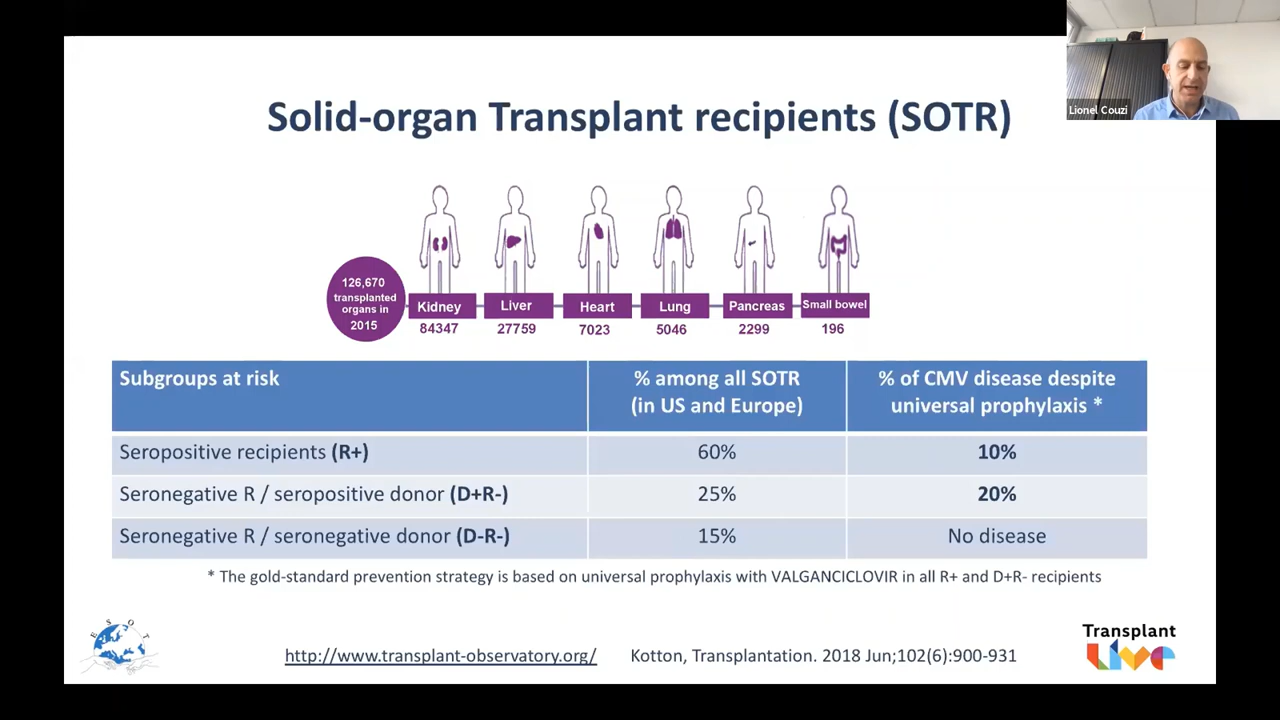 Lionel Couzi
Solid-organ Transplant recipients (SOTR)
126,670
transplanted
organs in
2015
Kidney
Liver
Heart
Lung
Pancreas
Small bowel
84347
27759
7023
5046
2299
196
Subgroups at risk
% among all SOTR
(in US and Europe)
% of CMV disease despite
universal prophylaxis *
Seropositive recipients (R+)
60%
10%
Seronegative R / seropositive donor (D+R-)
25%
20%
Seronegative R / seronegative donor (D-R-)
15%
No disease
* The gold-standard prevention strategy is based on universal prophylaxis with VALGANCICLOVIR in all R+ and D+R- recipients
E S O T
http://www.transplant-observatory.org/
Kotton, Transplantation. 2018 Jun;102(6):900-931
Transplant
Live